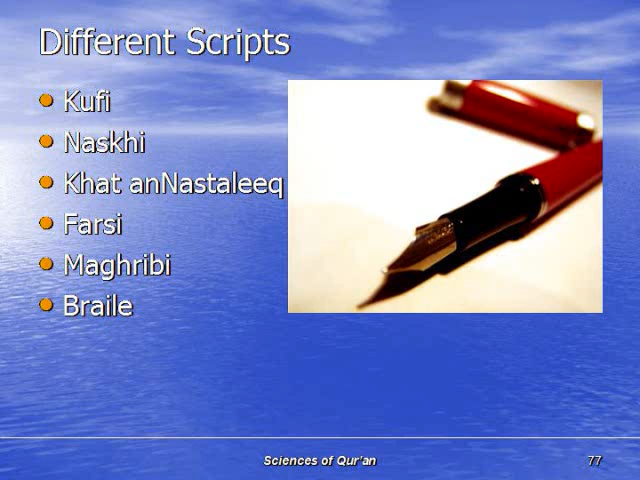 Different Scripts
Kufi
Naskhi
Khat anNastaleeq
Farsi
Maghribi
Braile
Sciences of Qur'an
77